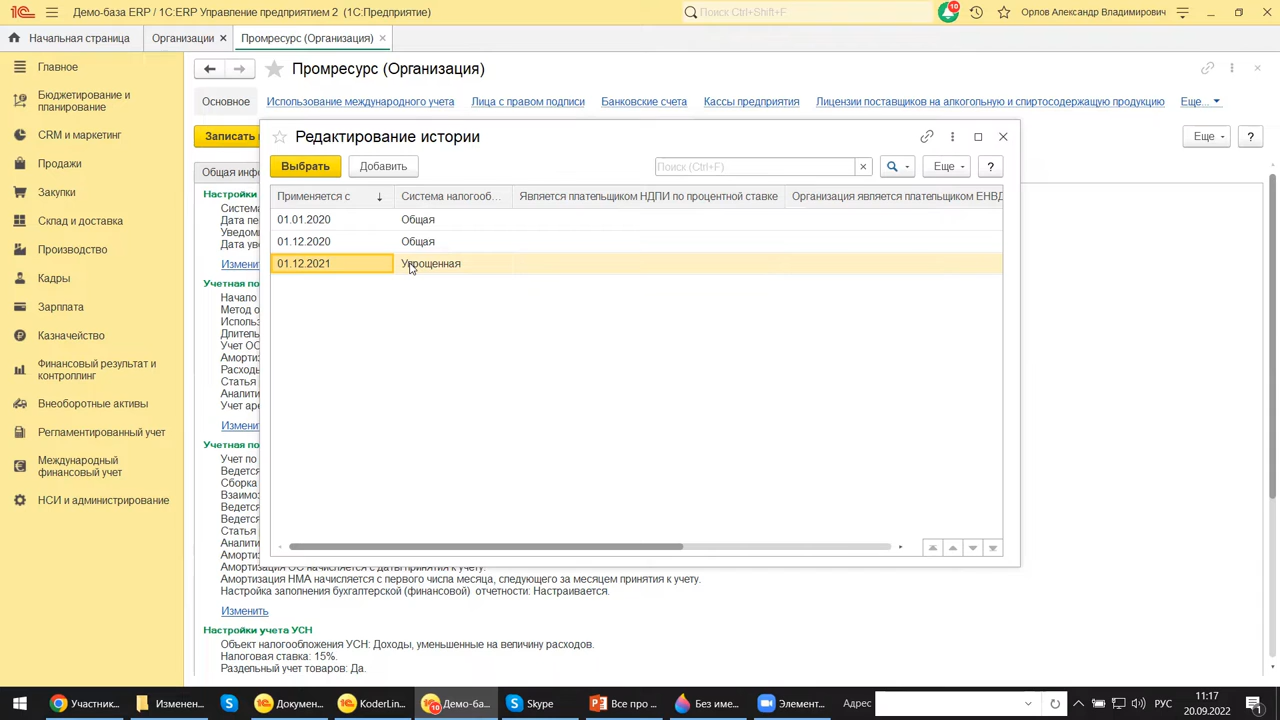 Демо-база ERP / 1С:ERP Управление предприятием 2 (1С:Предприятие)
Поиск Ctrl+Shift+F
10
Орлов Александр Владимирович
Начальная страница
Организации
Промресурс (Организация)
Главное
Бюджетирование и
планирование
CRM и маркетинг
Продажи
Закупки
Склад и доставка
Производство
Кадры
Зарплата
Казначейство
Финансовый результат и
контроллинг
Внеоборотные активы
Регламентированный учет
Международный
финансовый учет
НСИ и администрирование
Промресурс (Организация)
Основное
Использование международного учета
Лица с правом подписи
Банковские счета
Кассы предприятия
Лицензии поставщиков на алкогольную и спиртосодержащую продукцию
Еще...
Записать
Еще
?
Общая инфо
Настройки
Система
Дата пе
Уведом
Дата ув
Измени
Учетная по
Начало
Метод о
Исполь
Длитель
Учет ОС
Аморти
Расходы
Статья
Аналити
Учет аре
Измени
Учетная по
Учет по
Ведется
Сборка
Взаимоз
Ведется
Ведется
Статья
Аналити
Аморти
Амортизация ОС начисляется с даты принятия к учету.
Амортизация НМА начисляется с первого числа месяца, следующего за месяцем принятия к учету.
Настройка заполнения бухгалтерской (финансовой) отчетности: Настраивается.
Изменить
Настройки учета УСН
Объект налогообложения УСН: Доходы, уменьшенные на величину расходов.
Налоговая ставка: 15%.
Раздельный учет товаров: Да.
Редактирование истории
Выбрать
Добавить
Поиск (Ctrl+F)
Еще
?
Применяется с
Система налогооб...
Является плательщиком НДПИ по процентной ставке
Организация является плательщиком ЕНВД
01.01.2020 Общая
01.12.2020 Общая
01.12.2021 Упрощенная
Участник...
Изменен...
Докумен...
KoderLin...
10
Демо-ба...
Skype
Все про ...
Без име...
Элемент...
Адрес
РУС
11:17
20.09.2022